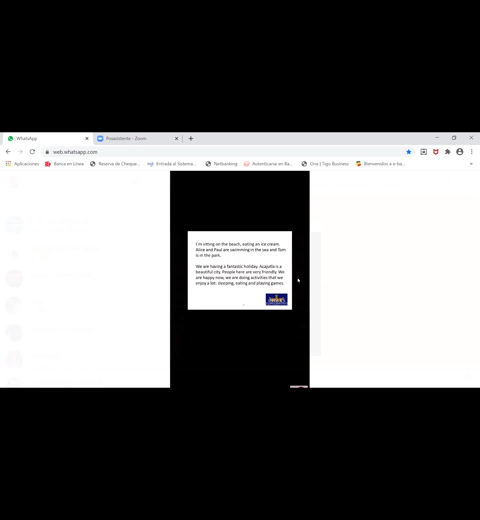 WhatsApp
Posasistente - Zoom
web.whatsapp.com
Aplicaciones
Banca en Línea
Reserva de Cheque...
Entrada al Sistema...
Netbanking
Autenticarse en Ba...
One | Tigo Business
Bienvenidos a e-ba...
I'm sitting on the beach, eating an ice cream.
Alice and Paul are swimming in the sea and Tom
is in the park.
We are having a fantastic holiday. Acajutla is a
beautiful city. People here are very friendly. We
are happy now, we are doing activities that we
enjoy a lot: sleeping, eating and playing games.